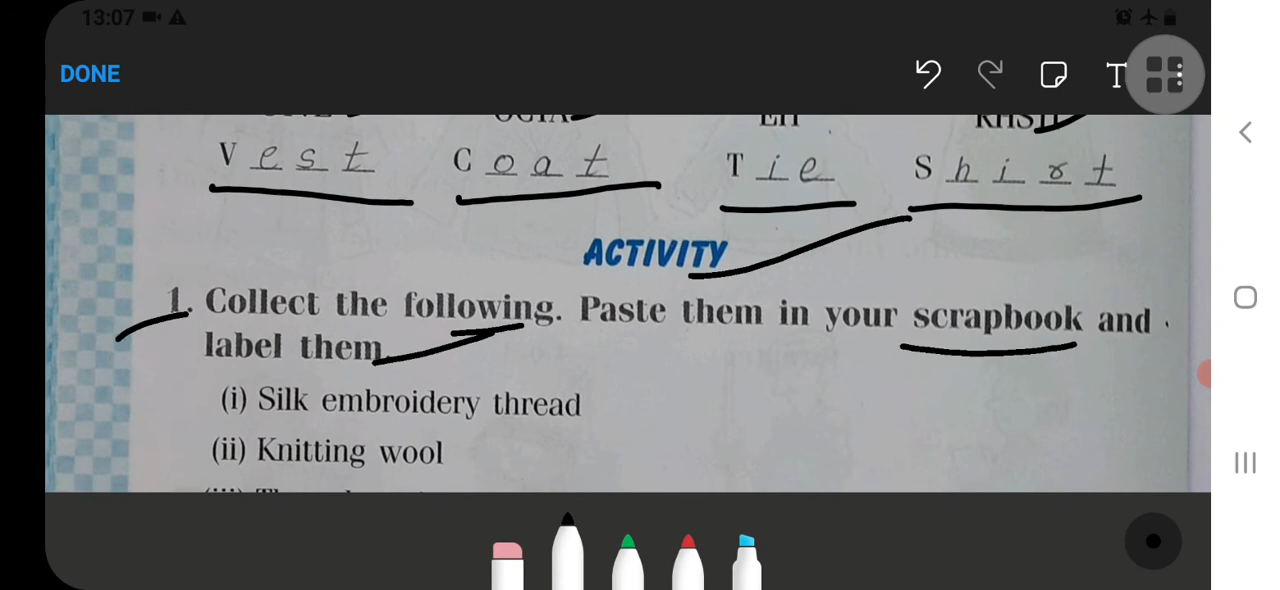 13:07
DONE
T
V e s t C o a t T i e S h i r t
ACTIVITY
1. Collect the following. Paste them in your scrapbook and
label them.
(i) Silk embroidery thread
(ii) Knitting wool